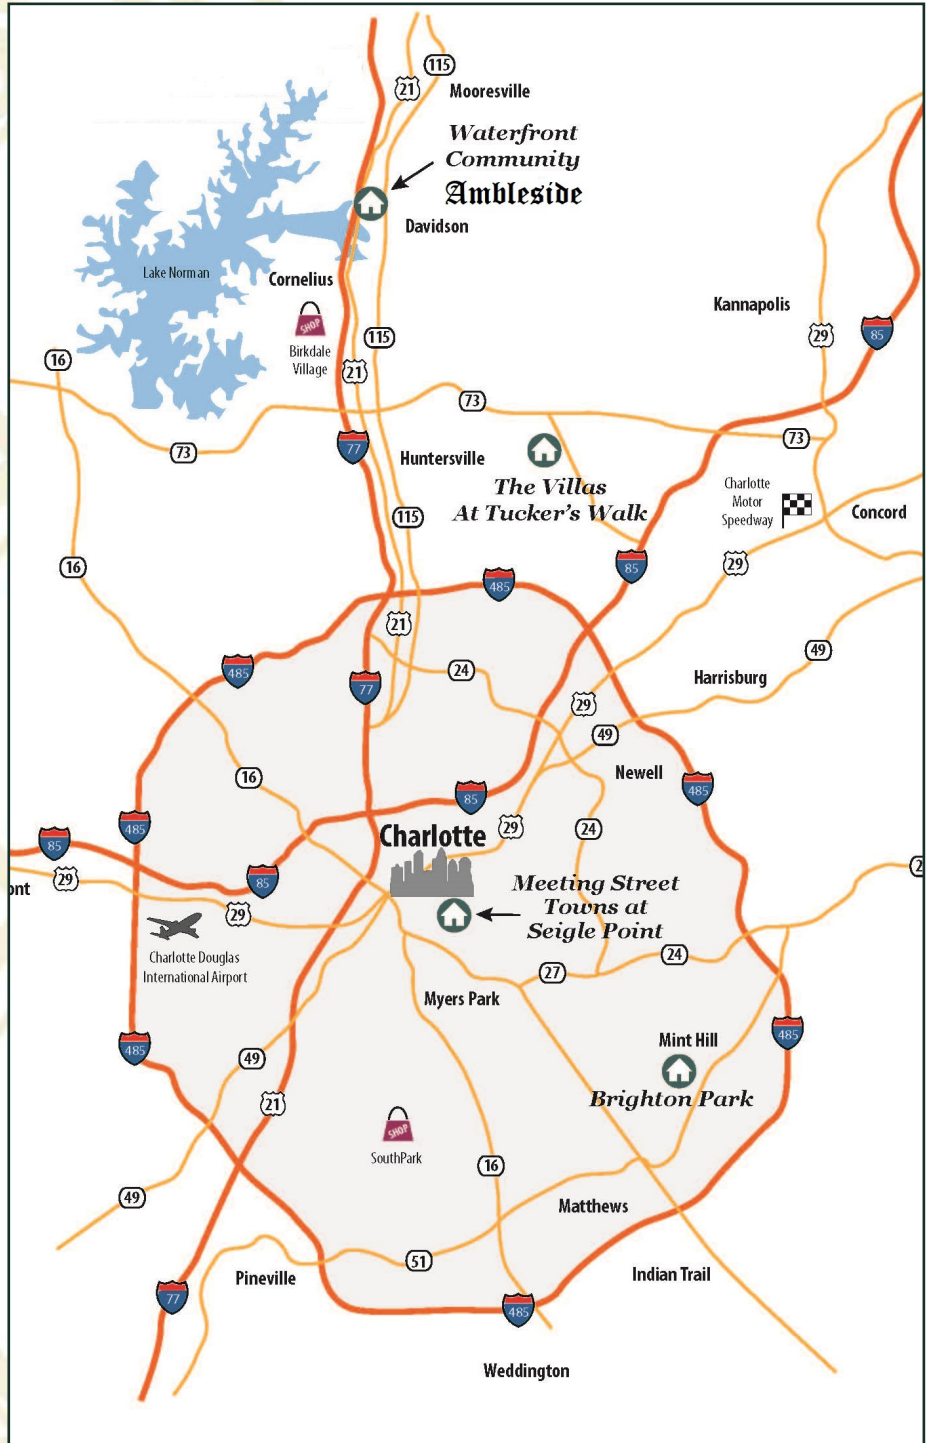 115
21
Mooresville
Waterfront
Community
Ambleside
Davidson
Lake Norman
Cornelius
Kannapolis
SHOP
Birkdale
Village
115
29
85
16
21
73
73
73
77
Huntersville
The Villas
At Tucker's Walk
Charlotte
Motor
Speedway
Concord
115
16
29
85
485
21
49
485
24
Harrisburg
77
29
49
16
Newell
485
85
485
29
24
85
Charlotte
29
ont
85
2
29
Meeting Street
Towns at
Seigle Point
Charlotte Douglas
International Airport
24
27
Myers Park
485
Mint Hill
485
49
Brighton Park
21
SHOP
SouthPark
16
49
Matthews
51
Pineville
Indian Trail
77
485
Weddington